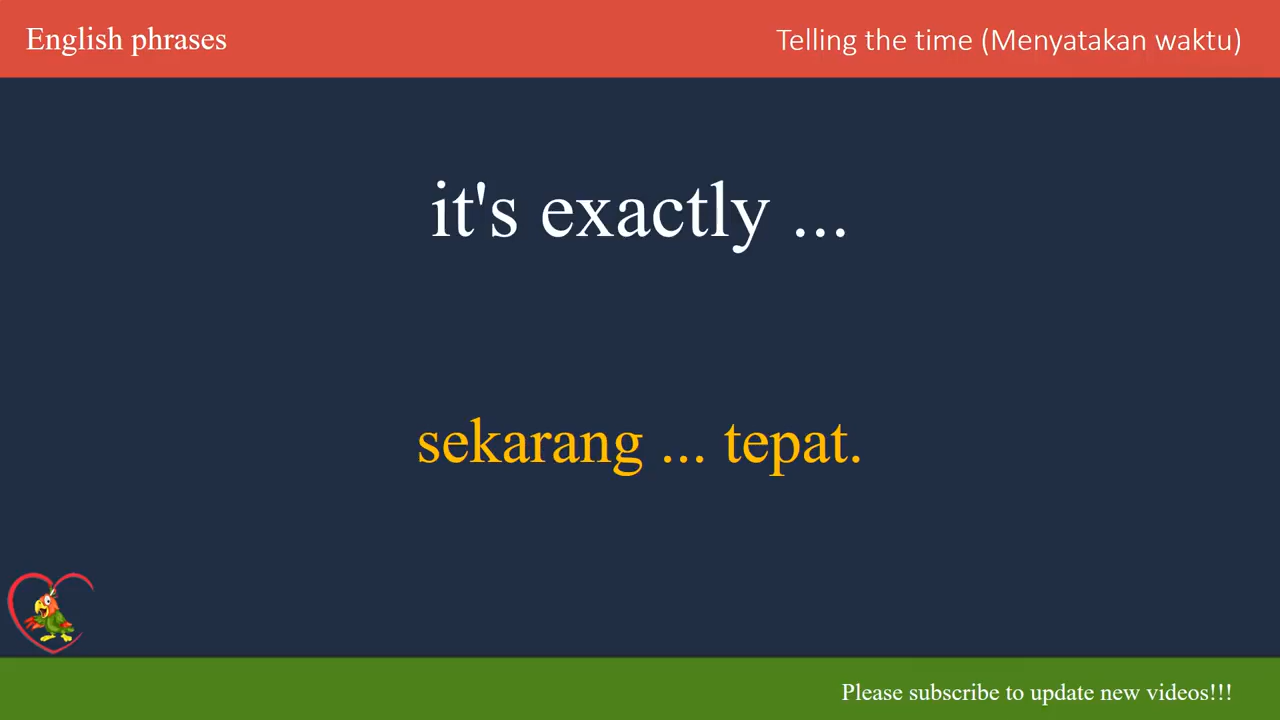 English phrases
Telling the time (Menyatakan waktu)
it's exactly ...
sekarang ... tepat.
Please subscribe to update new videos!!!